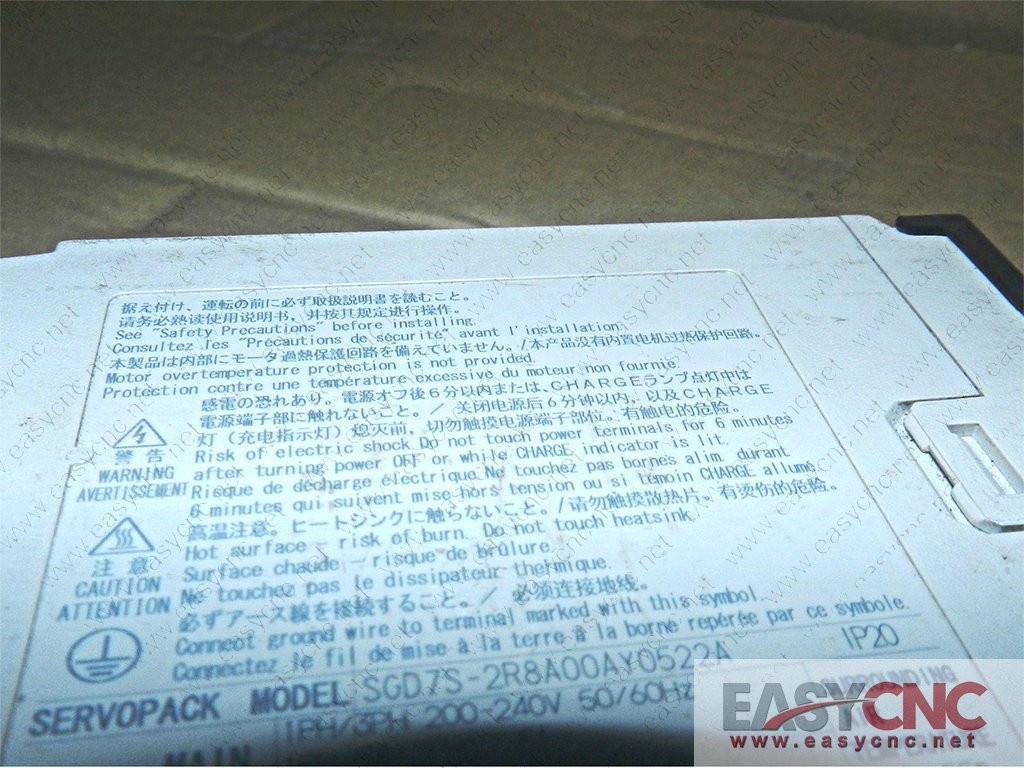 据え付け、運転の前に必ず取扱説明書を読むこと。
请务必熟读使用说明书，并按其规定进行操作。
See "Safety Precautions" before installing.
Consultez les "Précautions de sécurité" avant l'installation.
本製品は内部にモータ過熱保護回路を備えていません。/本产品没有内置电机过热保护回路。
Motor overtemperature protection is not provided.
Protection contre une température excessive du moteur non fournie.
感電の恐れあり。電源オフ後6分以内または、CHARGEランプ点灯中は
電源端子部に触れないこと。/ 关闭电源后6分钟以内，以及CHARGE
灯（充电指示灯）熄灭前，切勿触摸电源端子部位。有触电的危险。
警告
WARNING
AVERTISSEMENT
Risk of electric shock.Do not touch power terminals for 6 minutes
after turning power OFF or while CHARGE indicator is lit.
Risque de décharge électrique.Ne touchez pas bornes alim. durant
6 minutes qui suivent mise hors tension ou si témoin CHARGE allumé.
高温注意。ヒートシンクに触らないこと。/请勿触摸散热片。有烫伤的危险。
注意
CAUTION
ATTENTION
Hot surface - risk of burn. Do not touch heatsink.
Surface chaude - risque de brûlure.
Ne touchez pas le dissipateur thermique.
必ずアース線を接続すること。/ 必须连接地线。
Connect ground wire to terminal marked with this symbol.
Connectez le fil de mise à la terre à la borne repérée par ce symbole.
SERVOPACK MODEL SGD7S-2R8A00AY0522A IP20
MAIN 1PH/3PH 200-240V 50/60Hz
SURROUNDING
EASYCNC
www.easycnc.net